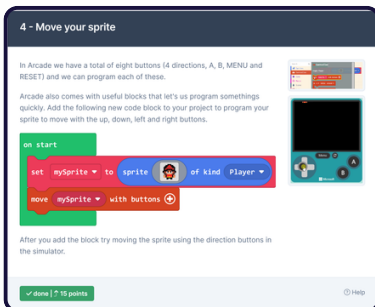 4 - Move your sprite
In Arcade we have a total of eight buttons (4 directions, A, B, MENU and
RESET) and we can program each of these.
Arcade also comes with useful blocks that let's us program somethings
quickly. Add the following new code block to your project to program your
sprite to move with the up, down, left and right buttons.
on start
set mySprite to sprite of kind Player
move mySprite with buttons
After you add the block try moving the sprite using the direction buttons in
the simulator.
Menu
A
B
Microsoft
done | 15 points
Help